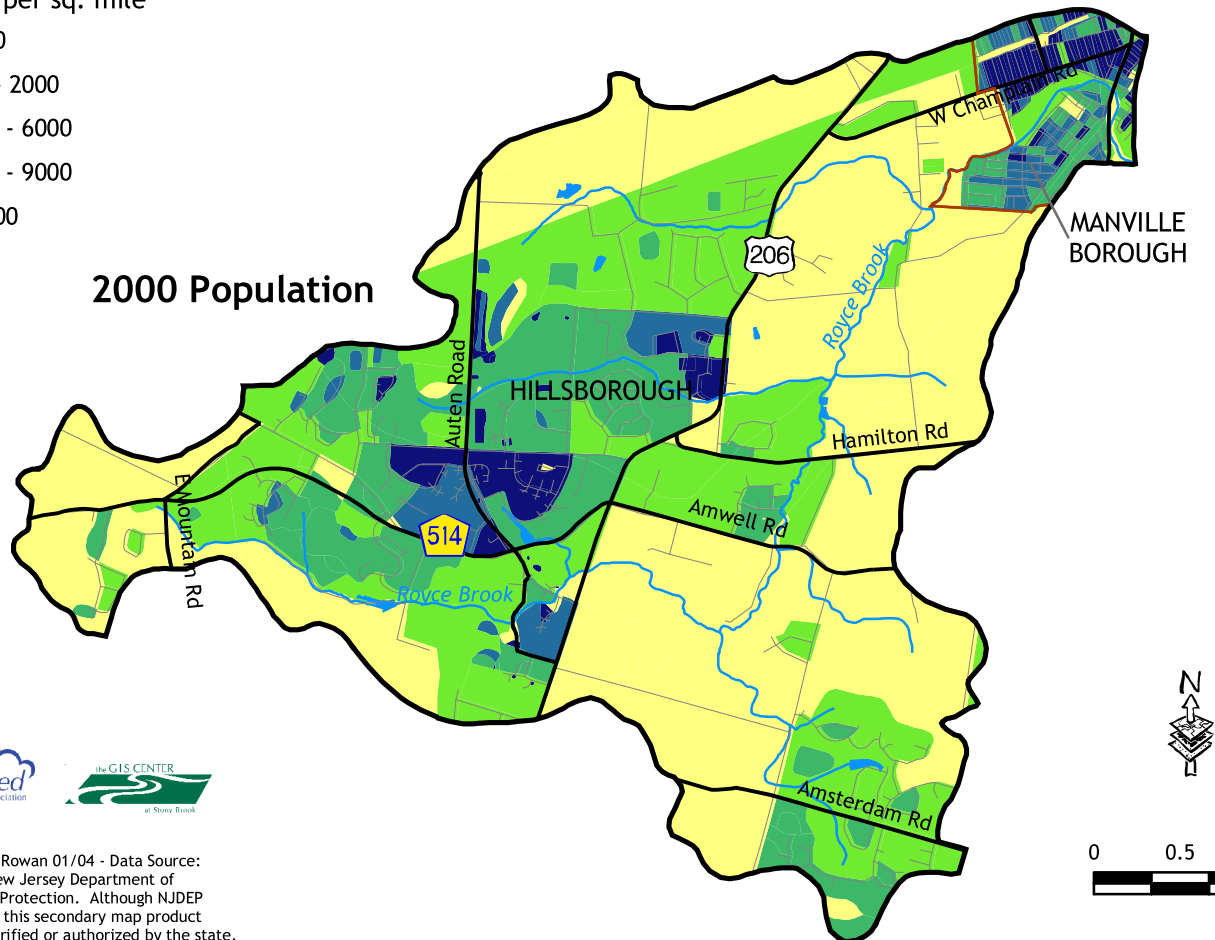 per sq. mile
0
- 2000
- 6000
- 9000
00
2000 Population
W Champlain Rd
MANVILLE
BOROUGH
206
Royce Brook
Auten Road
HILLSBOROUGH
Hamilton Rd
E Mountain Rd
514
Amwell Rd
Royce Brook
N
Amsterdam Rd
ed
ociation
the GIS CENTER
at Stony Brook
0 0.5
Rowan 01/04 - Data Source:
ew Jersey Department of
Protection. Although NJDEP
this secondary map product
rified or authorized by the state.